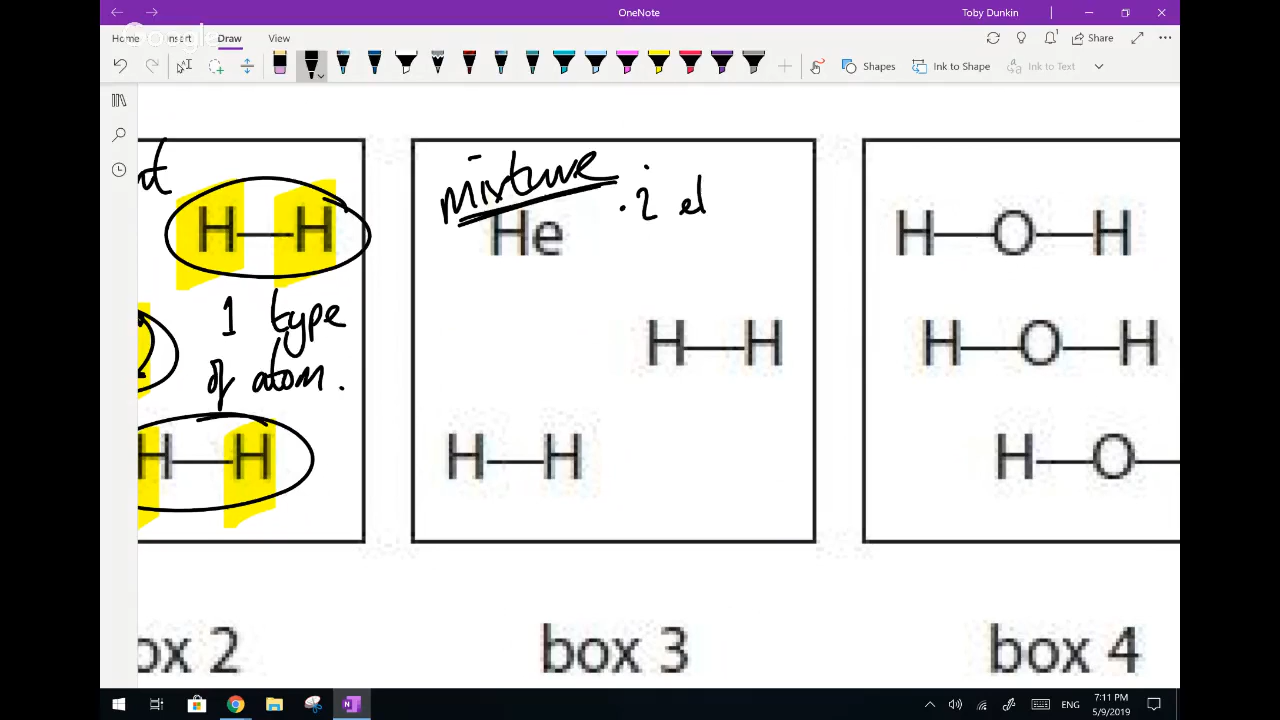 OneNote
Toby Dunkin
Home
Insert
Draw
View
Share
Shapes
Ink to Shape
Ink to Text
H—H
1 type
of atom.
H—H
ox 2
mixture
· 2 el
He
H—H
H—H
box 3
H—O—H
H—O—H
H—O—
box 4
ENG
7:11 PM
5/9/2019